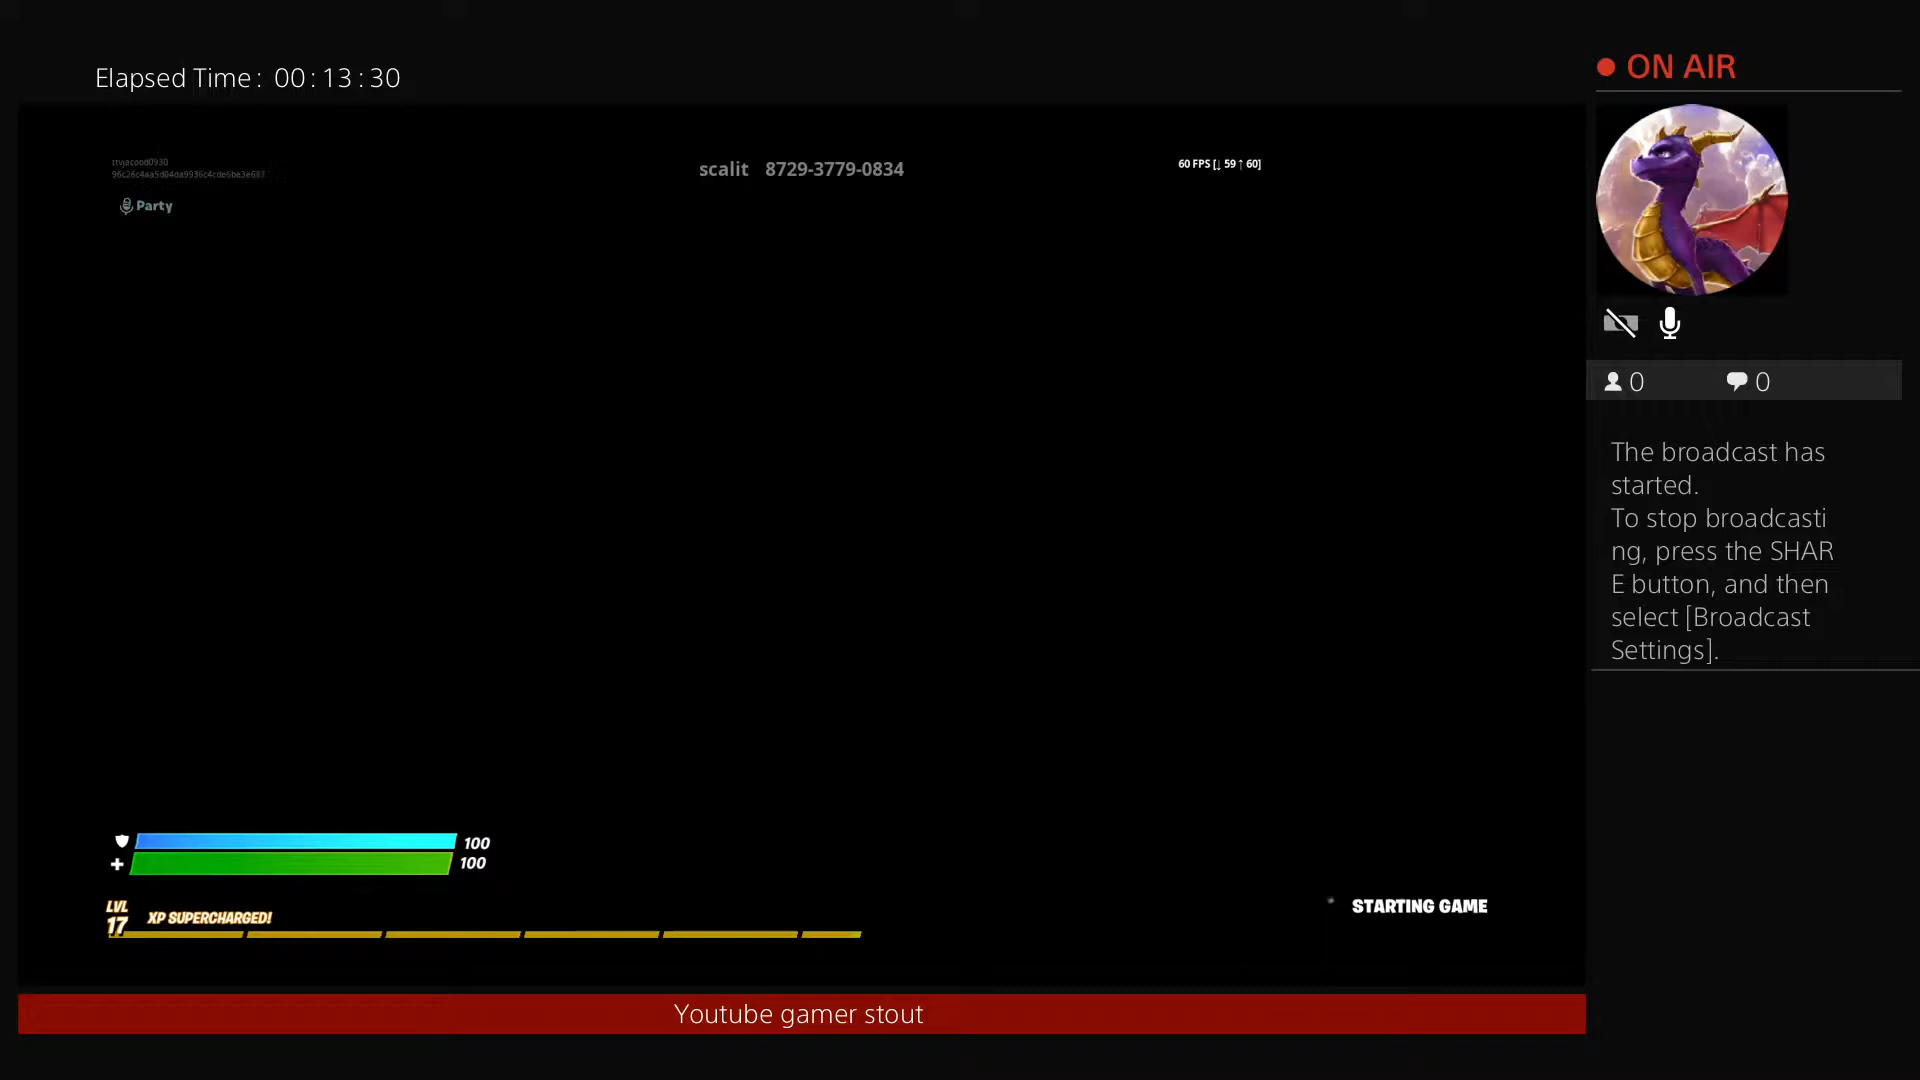 Elapsed Time: 00:13:30
ON AIR
ttvjacood0930
scalit 8729-3779-0834
60 FPS [↓ 59 ↑ 60]
Party
0 0
The broadcast has
started.
To stop broadcasti
ng, press the SHAR
E button, and then
select [Broadcast
Settings].
100
100
LVL
17 XP SUPERCHARGED!
STARTING GAME
Youtube gamer stout